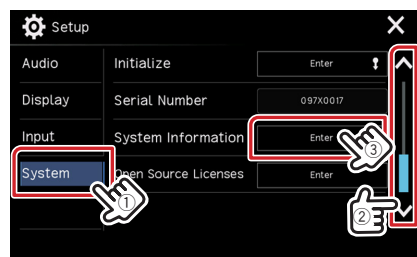 Setup
Audio
Initialize
Enter
Display
Serial Number
097X0017
Input
System Information
Enter
③
System
Open Source Licenses
Enter
①
②